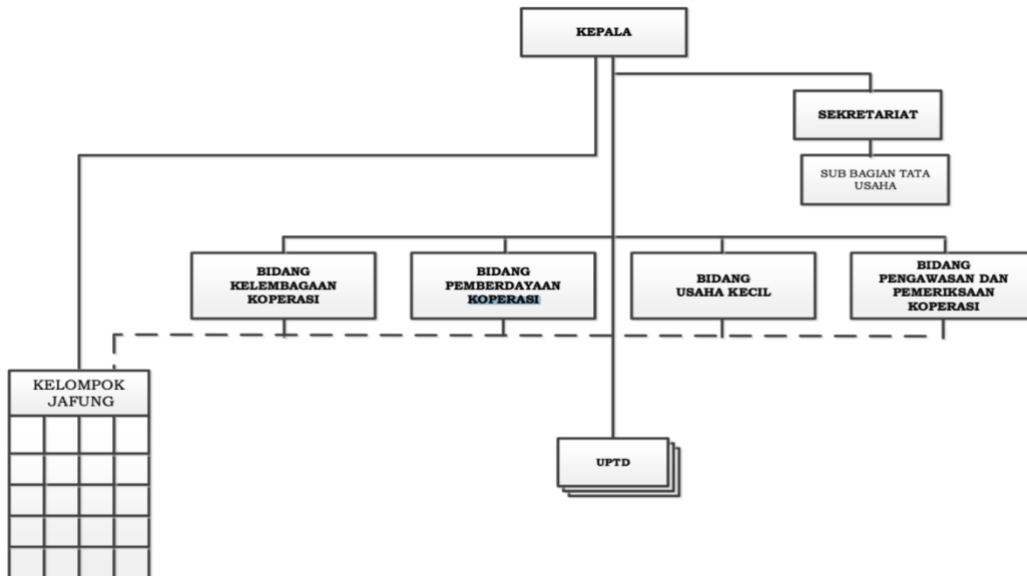 KEPALA
SEKRETARIAT
SUB BAGIAN TATA
USAHA
BIDANG
KELEMBAGAAN
KOPERASI
BIDANG
PEMBERDAYAAN
KOPERASI
BIDANG
USAHA KECIL
BIDANG
PENGAWASAN DAN
PEMERIKSAAN
KOPERASI
KELOMPOK
JAFUNG
UPTD